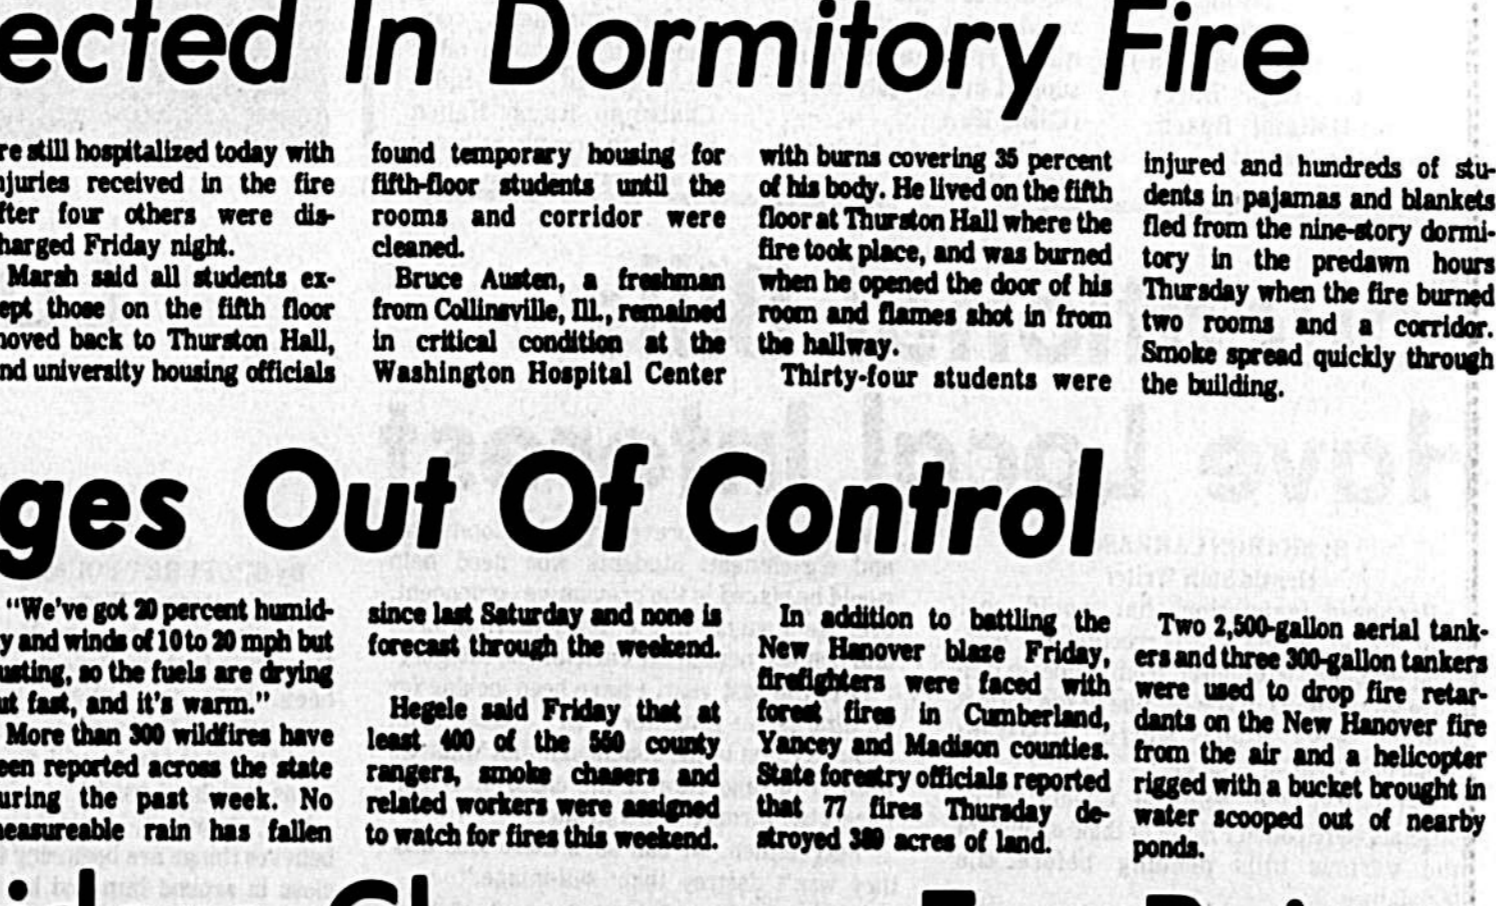 ected In Dormitory Fire
re still hospitalized today with
njuries received in the fire
fter four others were dis-
harged Friday night.
Marsh said all students ex-
ept those on the fifth floor
moved back to Thurston Hall,
nd university housing officials
found temporary housing for
fifth-floor students until the
rooms and corridor were
cleaned.
Bruce Austen, a freshman
from Collinsville, Ill., remained
in critical condition at the
Washington Hospital Center
with burns covering 35 percent
of his body. He lived on the fifth
floor at Thurston Hall where the
fire took place, and was burned
when he opened the door of his
room and flames shot in from
the hallway.
Thirty-four students were
injured and hundreds of stu-
dents in pajamas and blankets
fled from the nine-story dormi-
tory in the predawn hours
Thursday when the fire burned
two rooms and a corridor.
Smoke spread quickly through
the building.
ges Out Of Control
"We've got 20 percent humid-
y and winds of 10 to 20 mph but
usting, so the fuels are drying
ut fast, and it's warm."
More than 300 wildfires have
een reported across the state
uring the past week. No
measureable rain has fallen
since last Saturday and none is
forecast through the weekend.
Hegele said Friday that at
least 400 of the 550 county
rangers, smoke chasers and
related workers were assigned
to watch for fires this weekend.
In addition to battling the
New Hanover blaze Friday,
firefighters were faced with
forest fires in Cumberland,
Yancey and Madison counties.
State forestry officials reported
that 77 fires Thursday de-
stroyed 380 acres of land.
Two 2,500-gallon aerial tank-
ers and three 300-gallon tankers
were used to drop fire retar-
dants on the New Hanover fire
from the air and a helicopter
rigged with a bucket brought in
water scooped out of nearby
ponds.